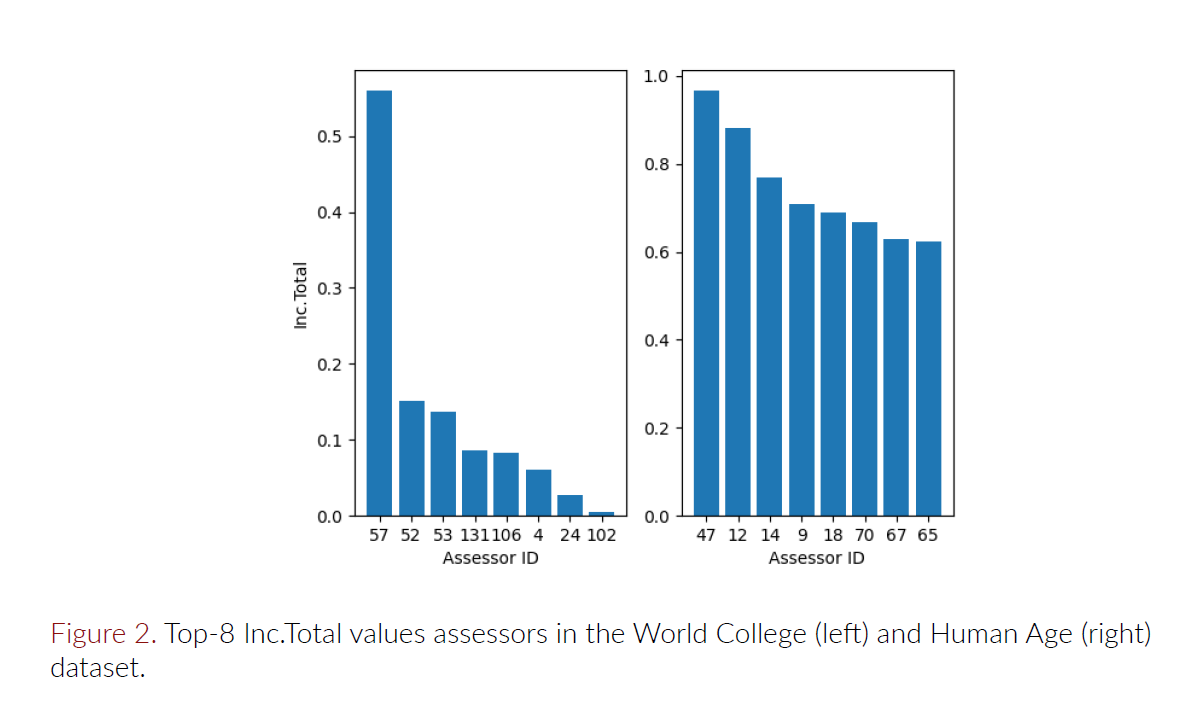 Inc.Total
0.5
0.4
0.3
0.2
0.1
0.0
57 52 53 131 106 4 24 102
Assessor ID
1.0
0.8
0.6
0.4
0.2
0.0
47 12 14 9 18 70 67 65
Assessor ID
Figure 2. Top-8 Inc.Total values assessors in the World College (left) and Human Age (right)
dataset.